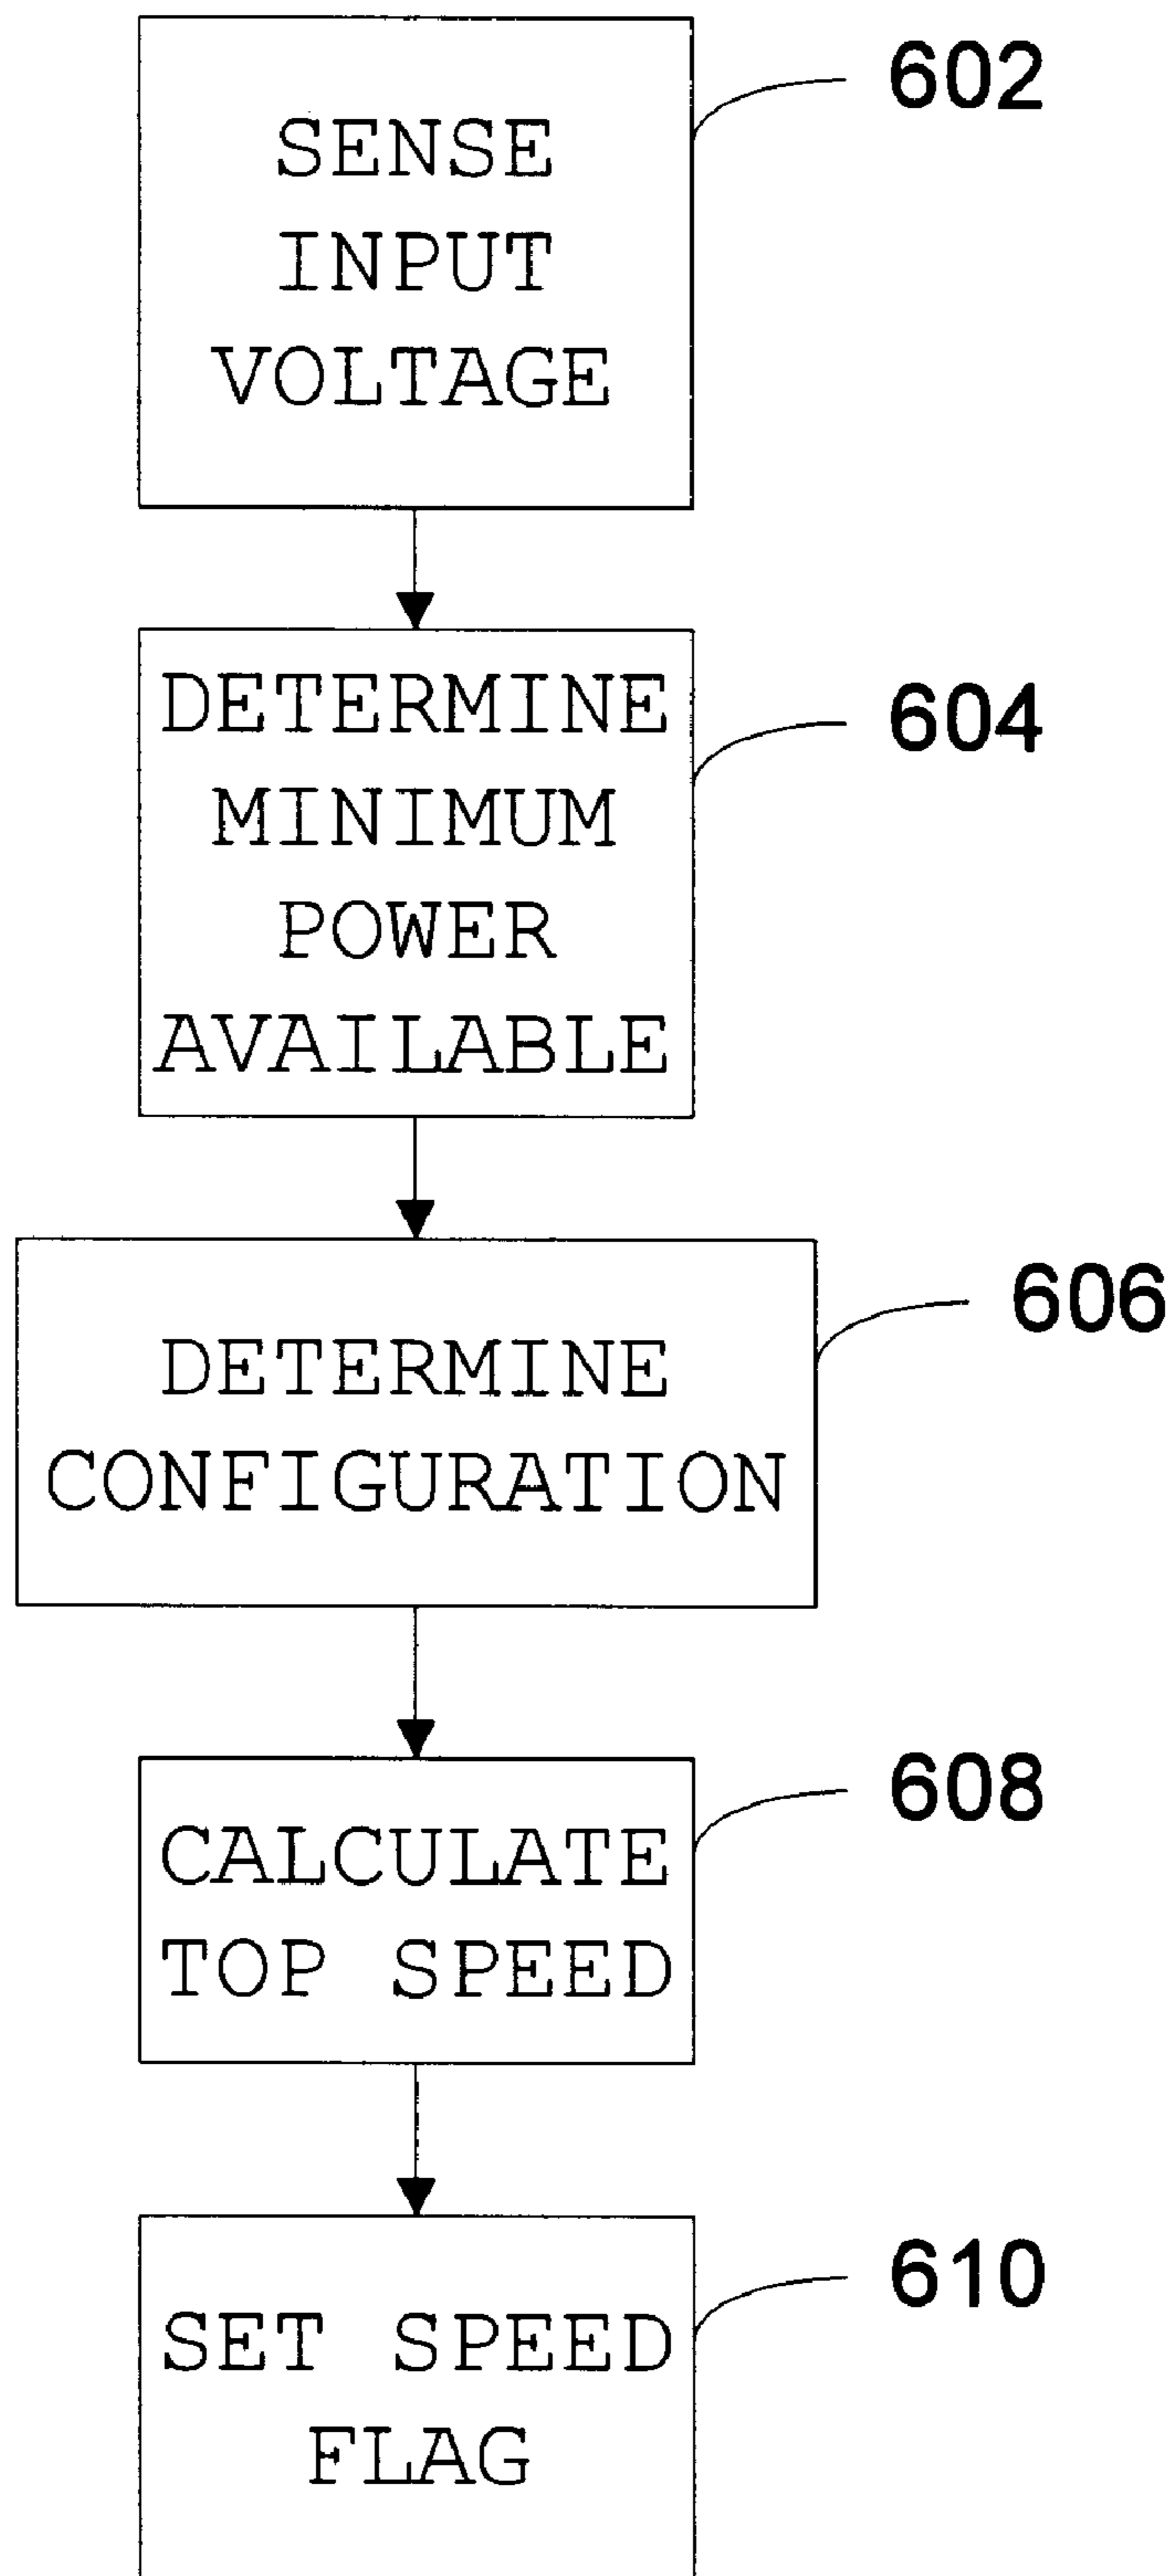 SENSE
INPUT
VOLTAGE
602
DETERMINE
MINIMUM
POWER
AVAILABLE
604
DETERMINE
CONFIGURATION
606
CALCULATE
TOP SPEED
608
SET SPEED
FLAG
610